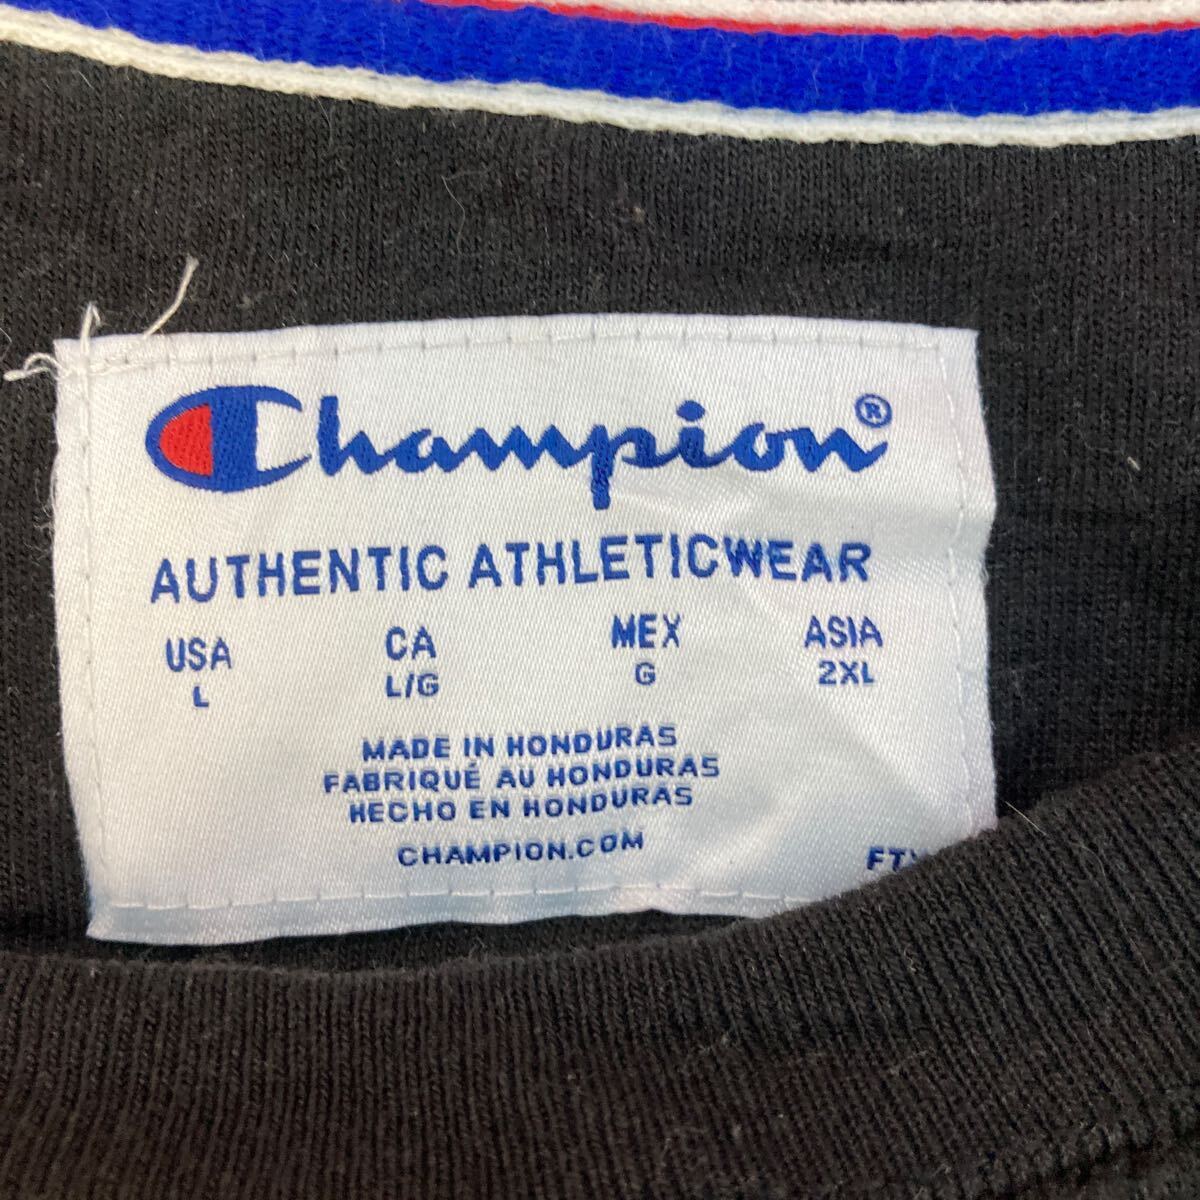 Champion®
AUTHENTIC ATHLETICWEAR
USA CA MEX ASIA
L L/G G 2XL
MADE IN HONDURAS
FABRIQUÉ AU HONDURAS
HECHO EN HONDURAS
CHAMPION.COM